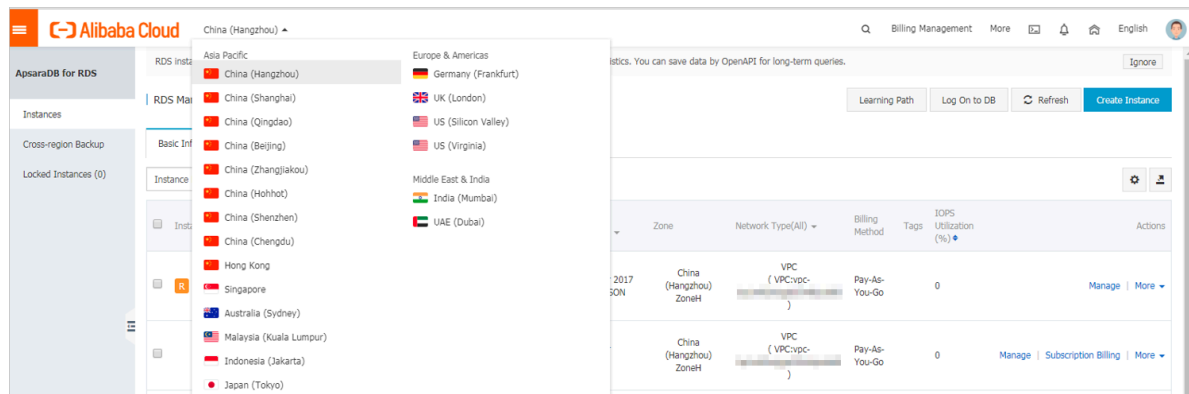 Alibaba Cloud
China (Hangzhou)
Billing Management
More
English
ApsaraDB for RDS
Instances
Cross-region Backup
Locked Instances (0)
RDS insta
istics. You can save data by OpenAPI for long-term queries.
Ignore
RDS Ma
Learning Path
Log On to DB
Refresh
Create Instance
Basic Inf
Instance
Asia Pacific
China (Hangzhou)
China (Shanghai)
China (Qingdao)
China (Beijing)
China (Zhangjiakou)
China (Hohhot)
China (Shenzhen)
China (Chengdu)
Hong Kong
Singapore
Australia (Sydney)
Malaysia (Kuala Lumpur)
Indonesia (Jakarta)
Japan (Tokyo)
Europe & Americas
Germany (Frankfurt)
UK (London)
US (Silicon Valley)
US (Virginia)
Middle East & India
India (Mumbai)
UAE (Dubai)
Insta
Zone
Network Type(All)
Billing
Method
Tags
IOPS
Utilization
(%)
Actions
R
2017
SON
China
(Hangzhou)
ZoneH
VPC
( VPC:vpc-
)
Pay-As-
You-Go
0
Manage | More
China
(Hangzhou)
ZoneH
VPC
( VPC:vpc-
)
Pay-As-
You-Go
0
Manage | Subscription Billing | More